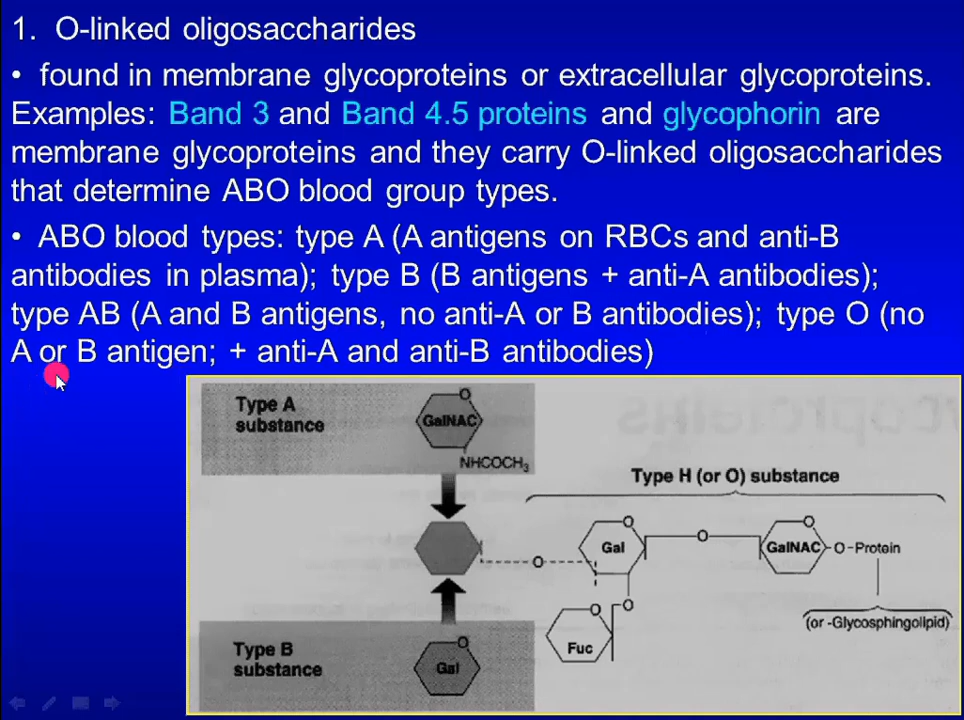 1. O-linked oligosaccharides
• found in membrane glycoproteins or extracellular glycoproteins.
Examples: Band 3 and Band 4.5 proteins and glycophorin are
membrane glycoproteins and they carry O-linked oligosaccharides
that determine ABO blood group types.
• ABO blood types: type A (A antigens on RBCs and anti-B
antibodies in plasma); type B (B antigens + anti-A antibodies);
type AB (A and B antigens, no anti-A or B antibodies); type O (no
A or B antigen; + anti-A and anti-B antibodies)
Type A
substance
O
GalNAC
NHCOCH₃
Type H (or O) substance
O
Gal
O
O
GalNAC
O-Protein
O
(or -Glycosphingolipid)
O
O
Fuc
Type B
substance
O
Gal